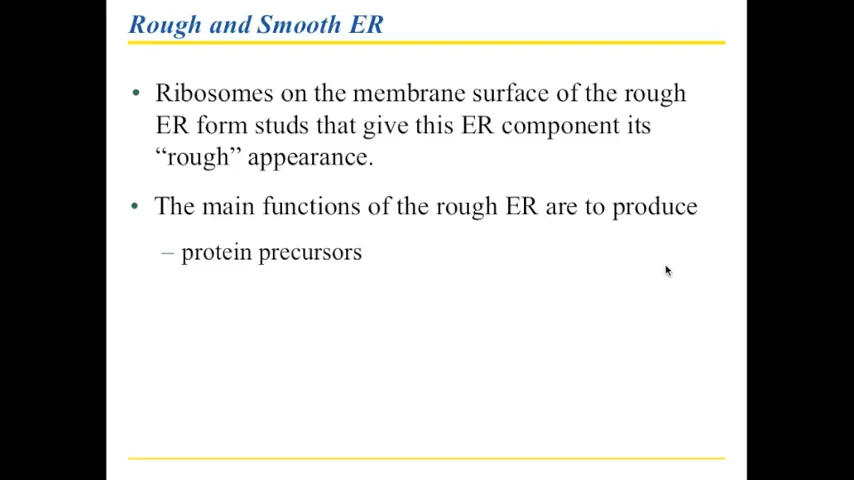 Rough and Smooth ER
• Ribosomes on the membrane surface of the rough
ER form studs that give this ER component its
“rough” appearance.
• The main functions of the rough ER are to produce
– protein precursors